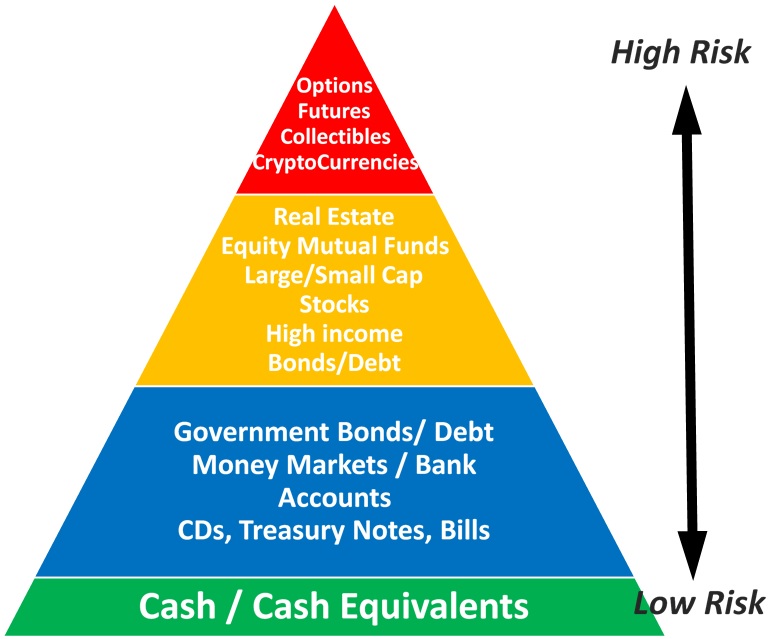 High Risk
Options
Futures
Collectibles
CryptoCurrencies
Real Estate
Equity Mutual Funds
Large/Small Cap
Stocks
High income
Bonds/Debt
Government Bonds/ Debt
Money Markets / Bank
Accounts
CDs, Treasury Notes, Bills
Cash / Cash Equivalents
Low Risk